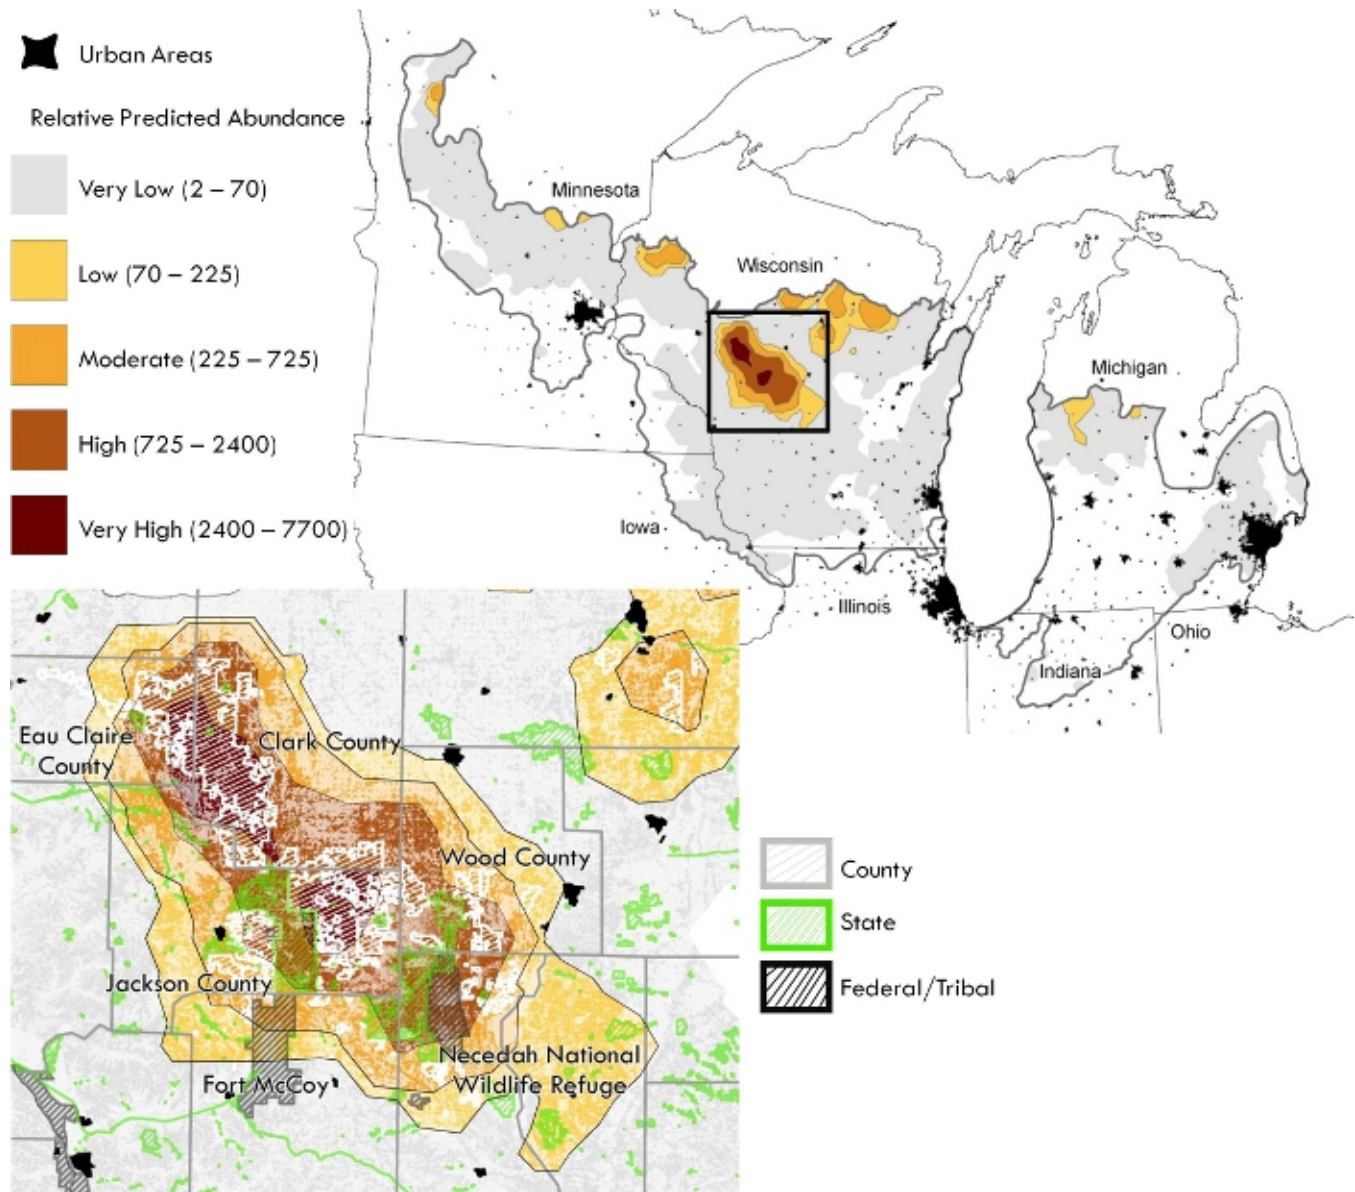 Urban Areas
Relative Predicted Abundance
Very Low (2 – 70)
Low (70 – 225)
Moderate (225 – 725)
High (725 – 2400)
Very High (2400 – 7700)
Minnesota
Wisconsin
Michigan
Iowa
Illinois
Ohio
Indiana
Eau Claire
County
Clark County
Wood County
Jackson County
Necedah National
Wildlife Refuge
Fort McCoy
County
State
Federal/Tribal